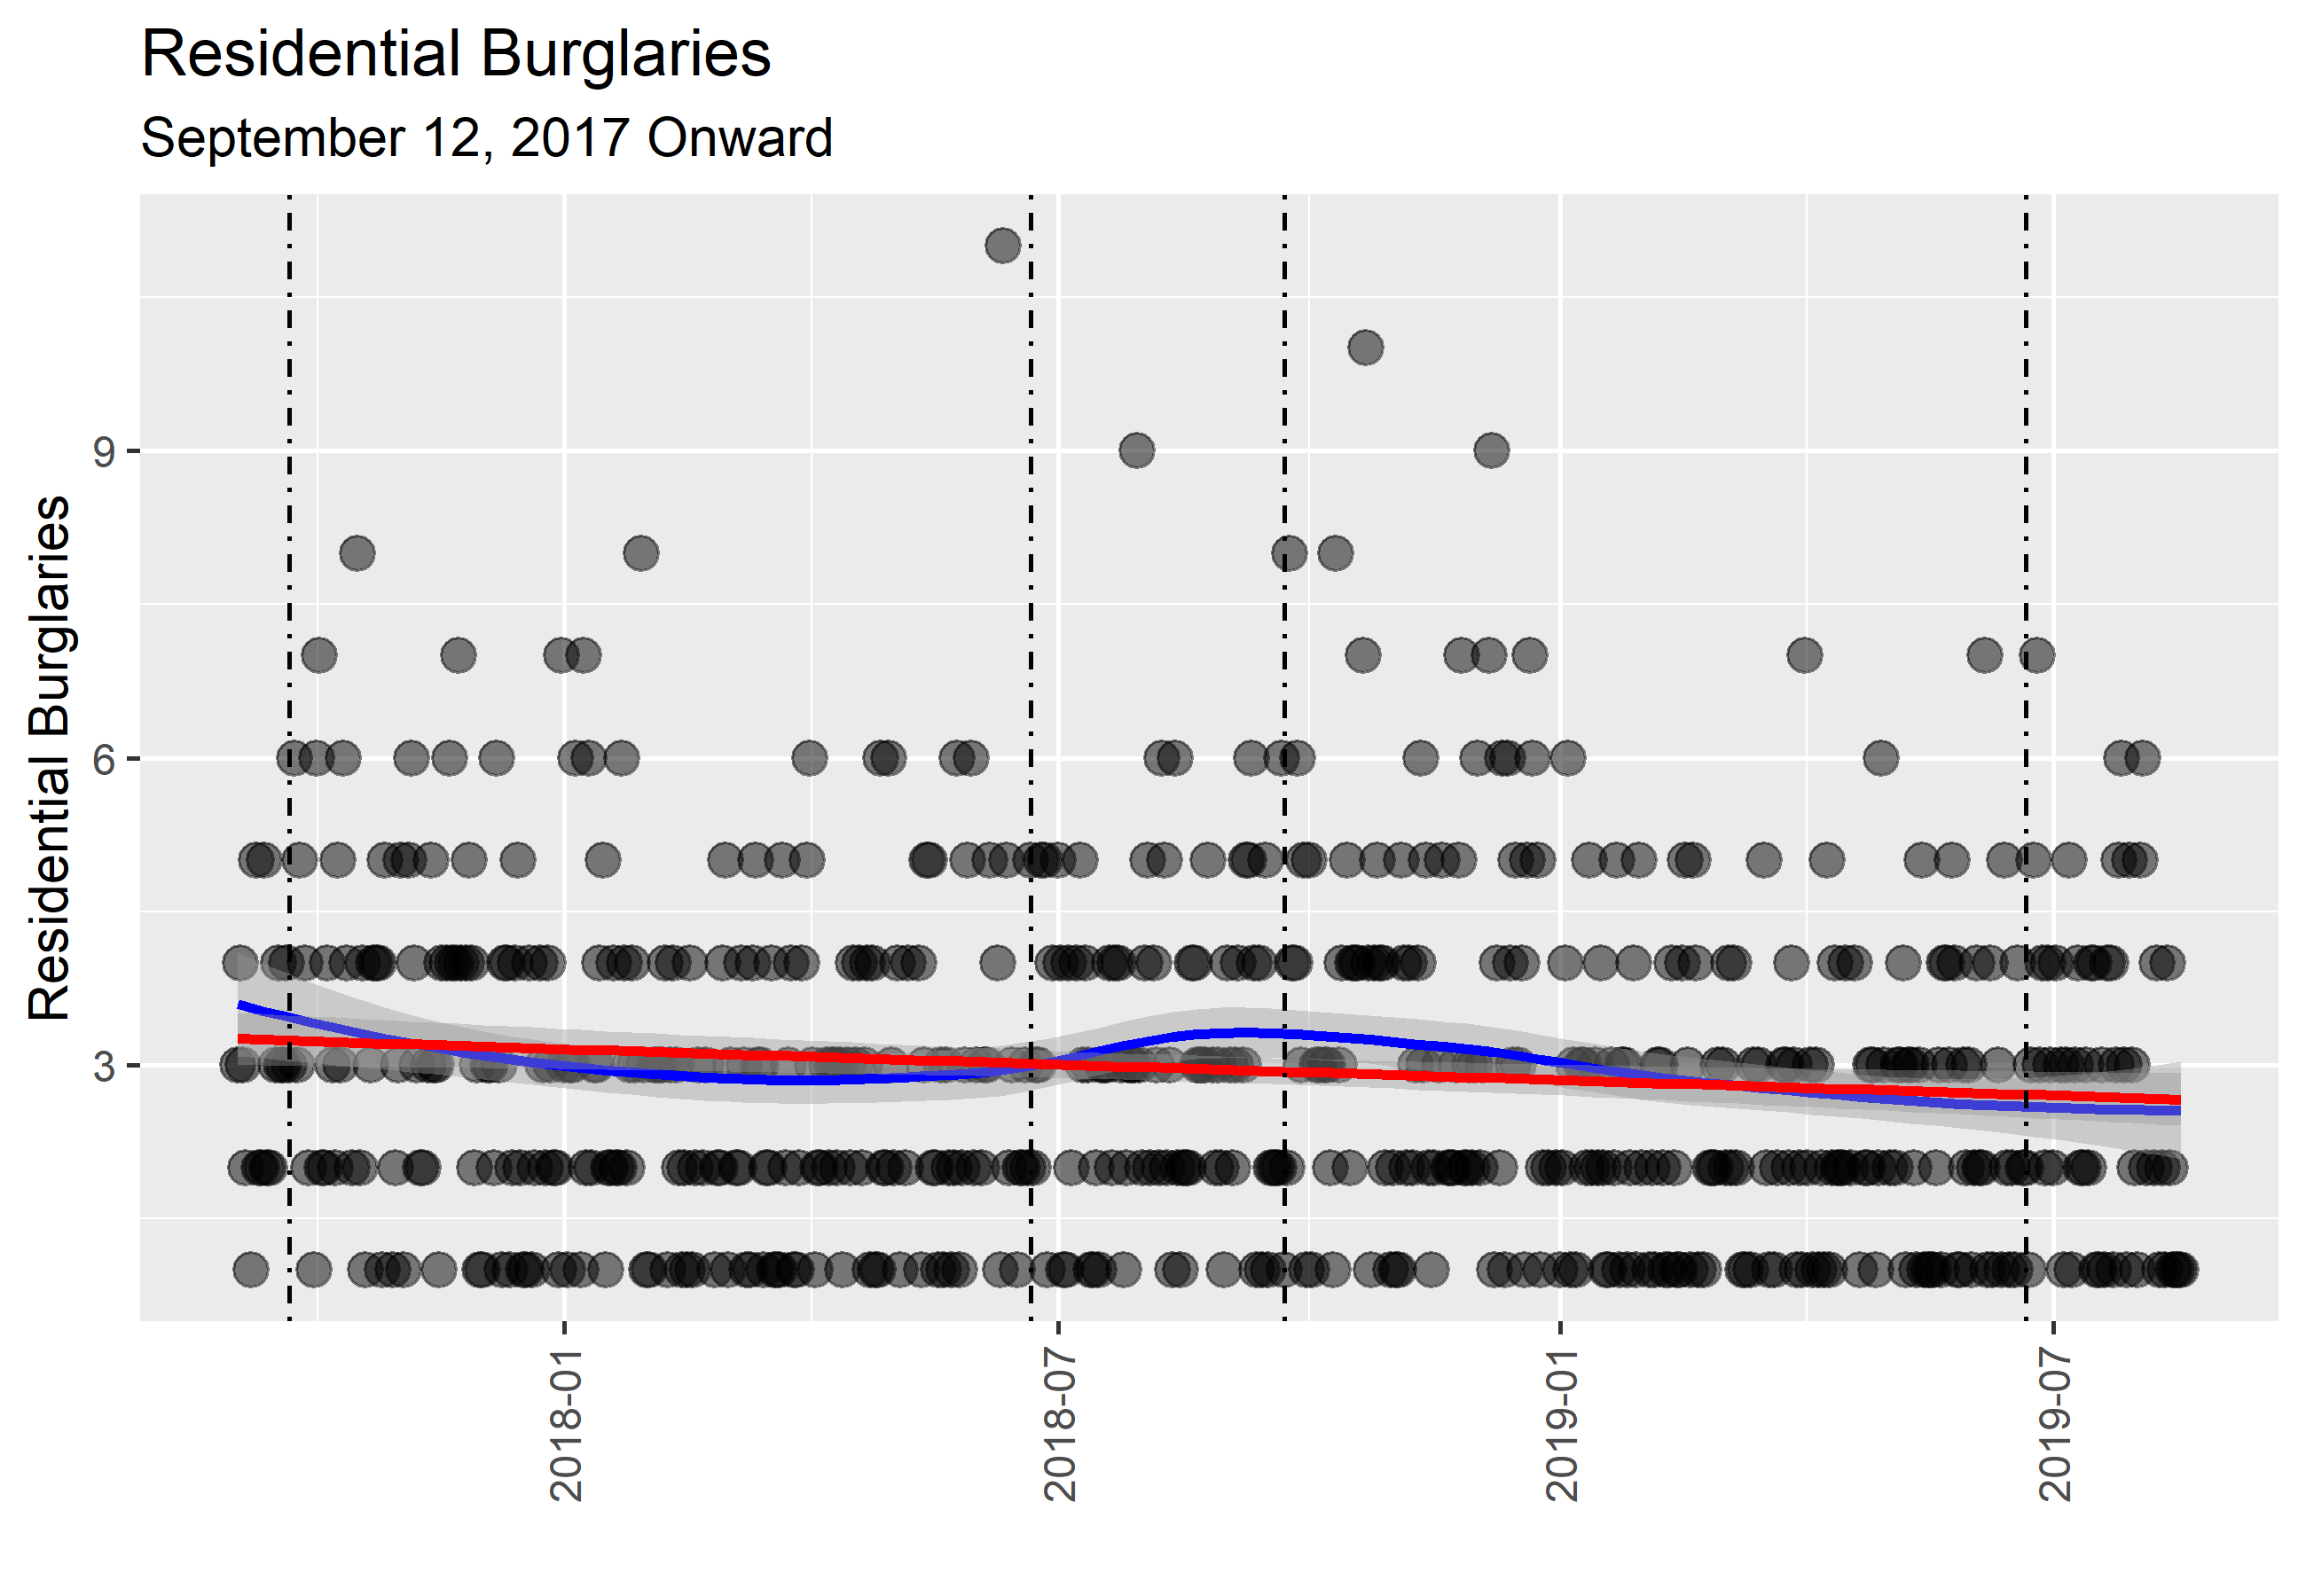 Residential Burglaries
September 12, 2017 Onward
Residential Burglaries
9
6
3
2018-01
2018-07
2019-01
2019-07